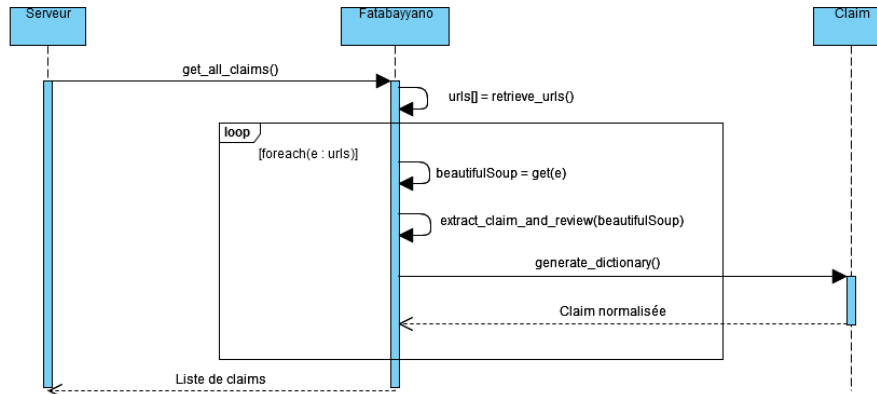 Serveur
Fatabayyano
Claim
get_all_claims()
urls[] = retrieve_urls()
loop
[foreach(e : urls)]
beautifulSoup = get(e)
extract_claim_and_review(beautifulSoup)
generate_dictionary()
Claim normalisée
Liste de claims